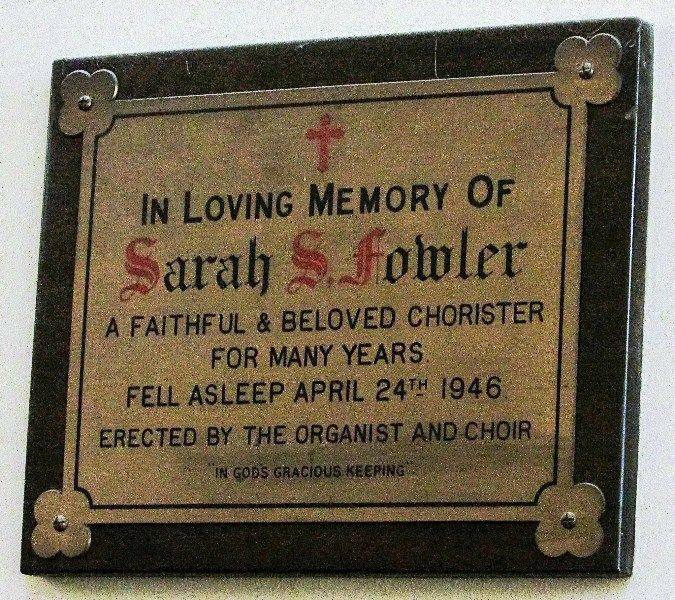 IN LOVING MEMORY OF
Sarah S. Fowler
A FAITHFUL & BELOVED CHORISTER
FOR MANY YEARS.
FELL ASLEEP APRIL 24TH 1946.
ERECTED BY THE ORGANIST AND CHOIR
"IN GODS GRACIOUS KEEPING"